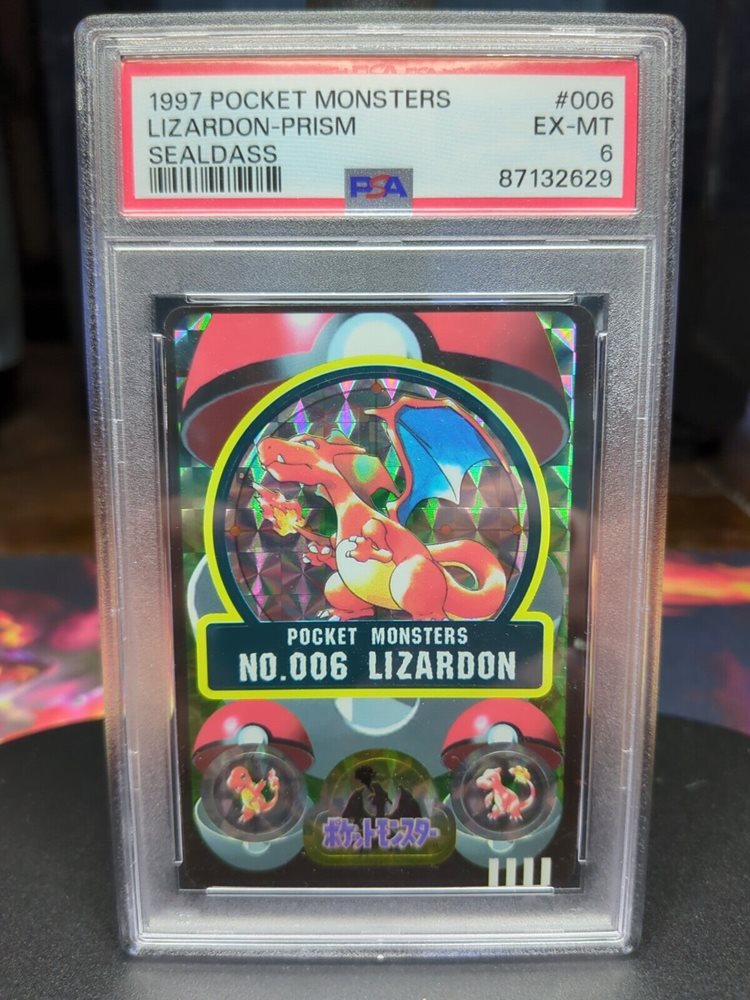 1997 POCKET MONSTERS #006
LIZARDON-PRISM EX-MT
SEALDASS 6
PSA 87132629
POCKET MONSTERS
NO.006 LIZARDON
ポケットモンスター